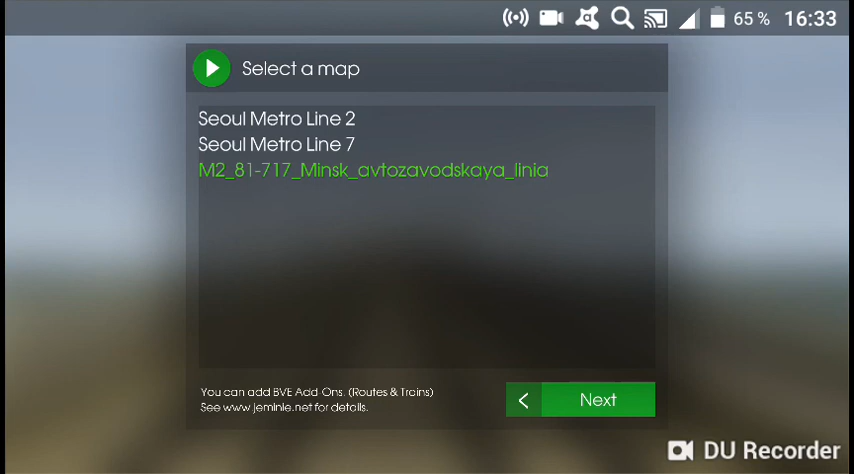 65 % 16:33
Select a map
Seoul Metro Line 2
Seoul Metro Line 7
M2_81-717_Minsk_avtozavodskaya_linia
You can add BVE Add-Ons. (Routes & Trains)
See www.jeminie.net for details.
< Next
DU Recorder